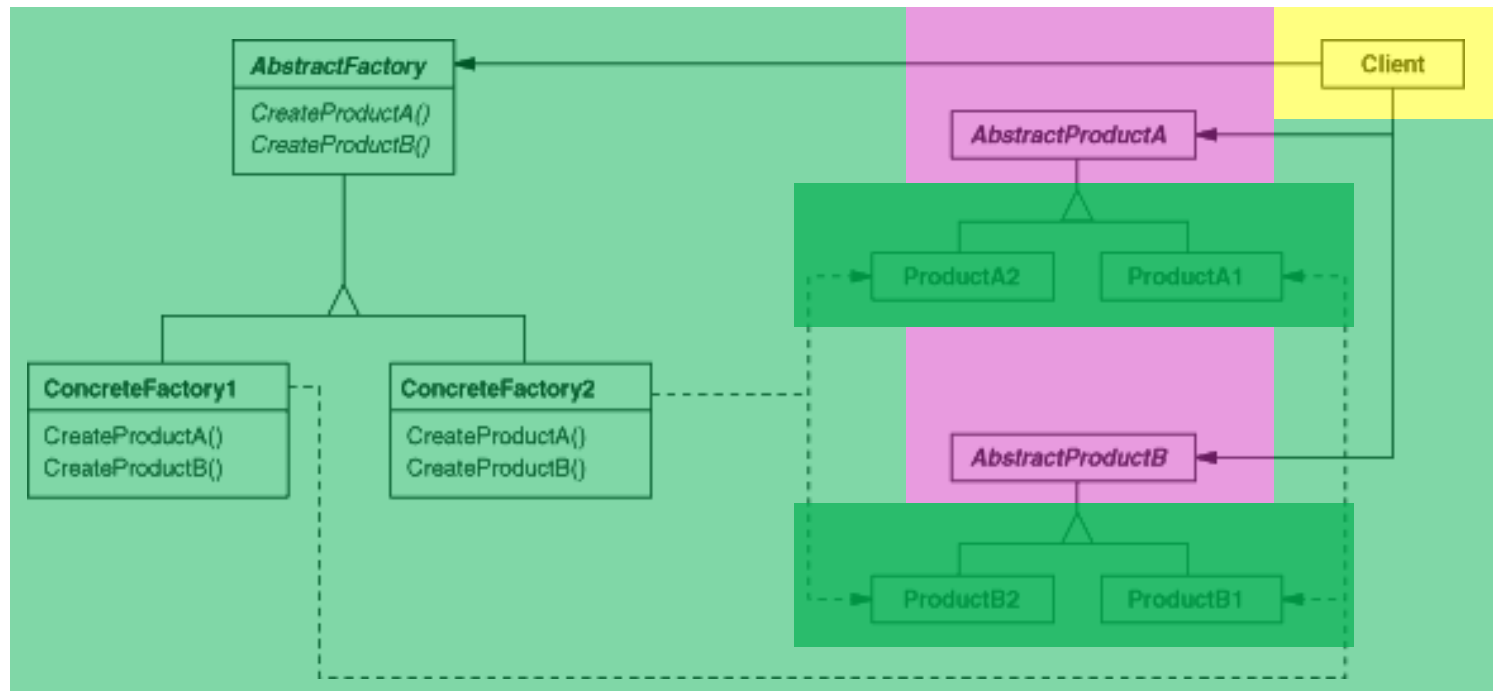 AbstractFactory
Client
CreateProductA()
CreateProductB()
AbstractProductA
ProductA2
ProductA1
ConcreteFactory1
ConcreteFactory2
CreateProductA()
CreateProductA()
CreateProductB()
CreateProductB()
AbstractProductB
ProductB2
ProductB1